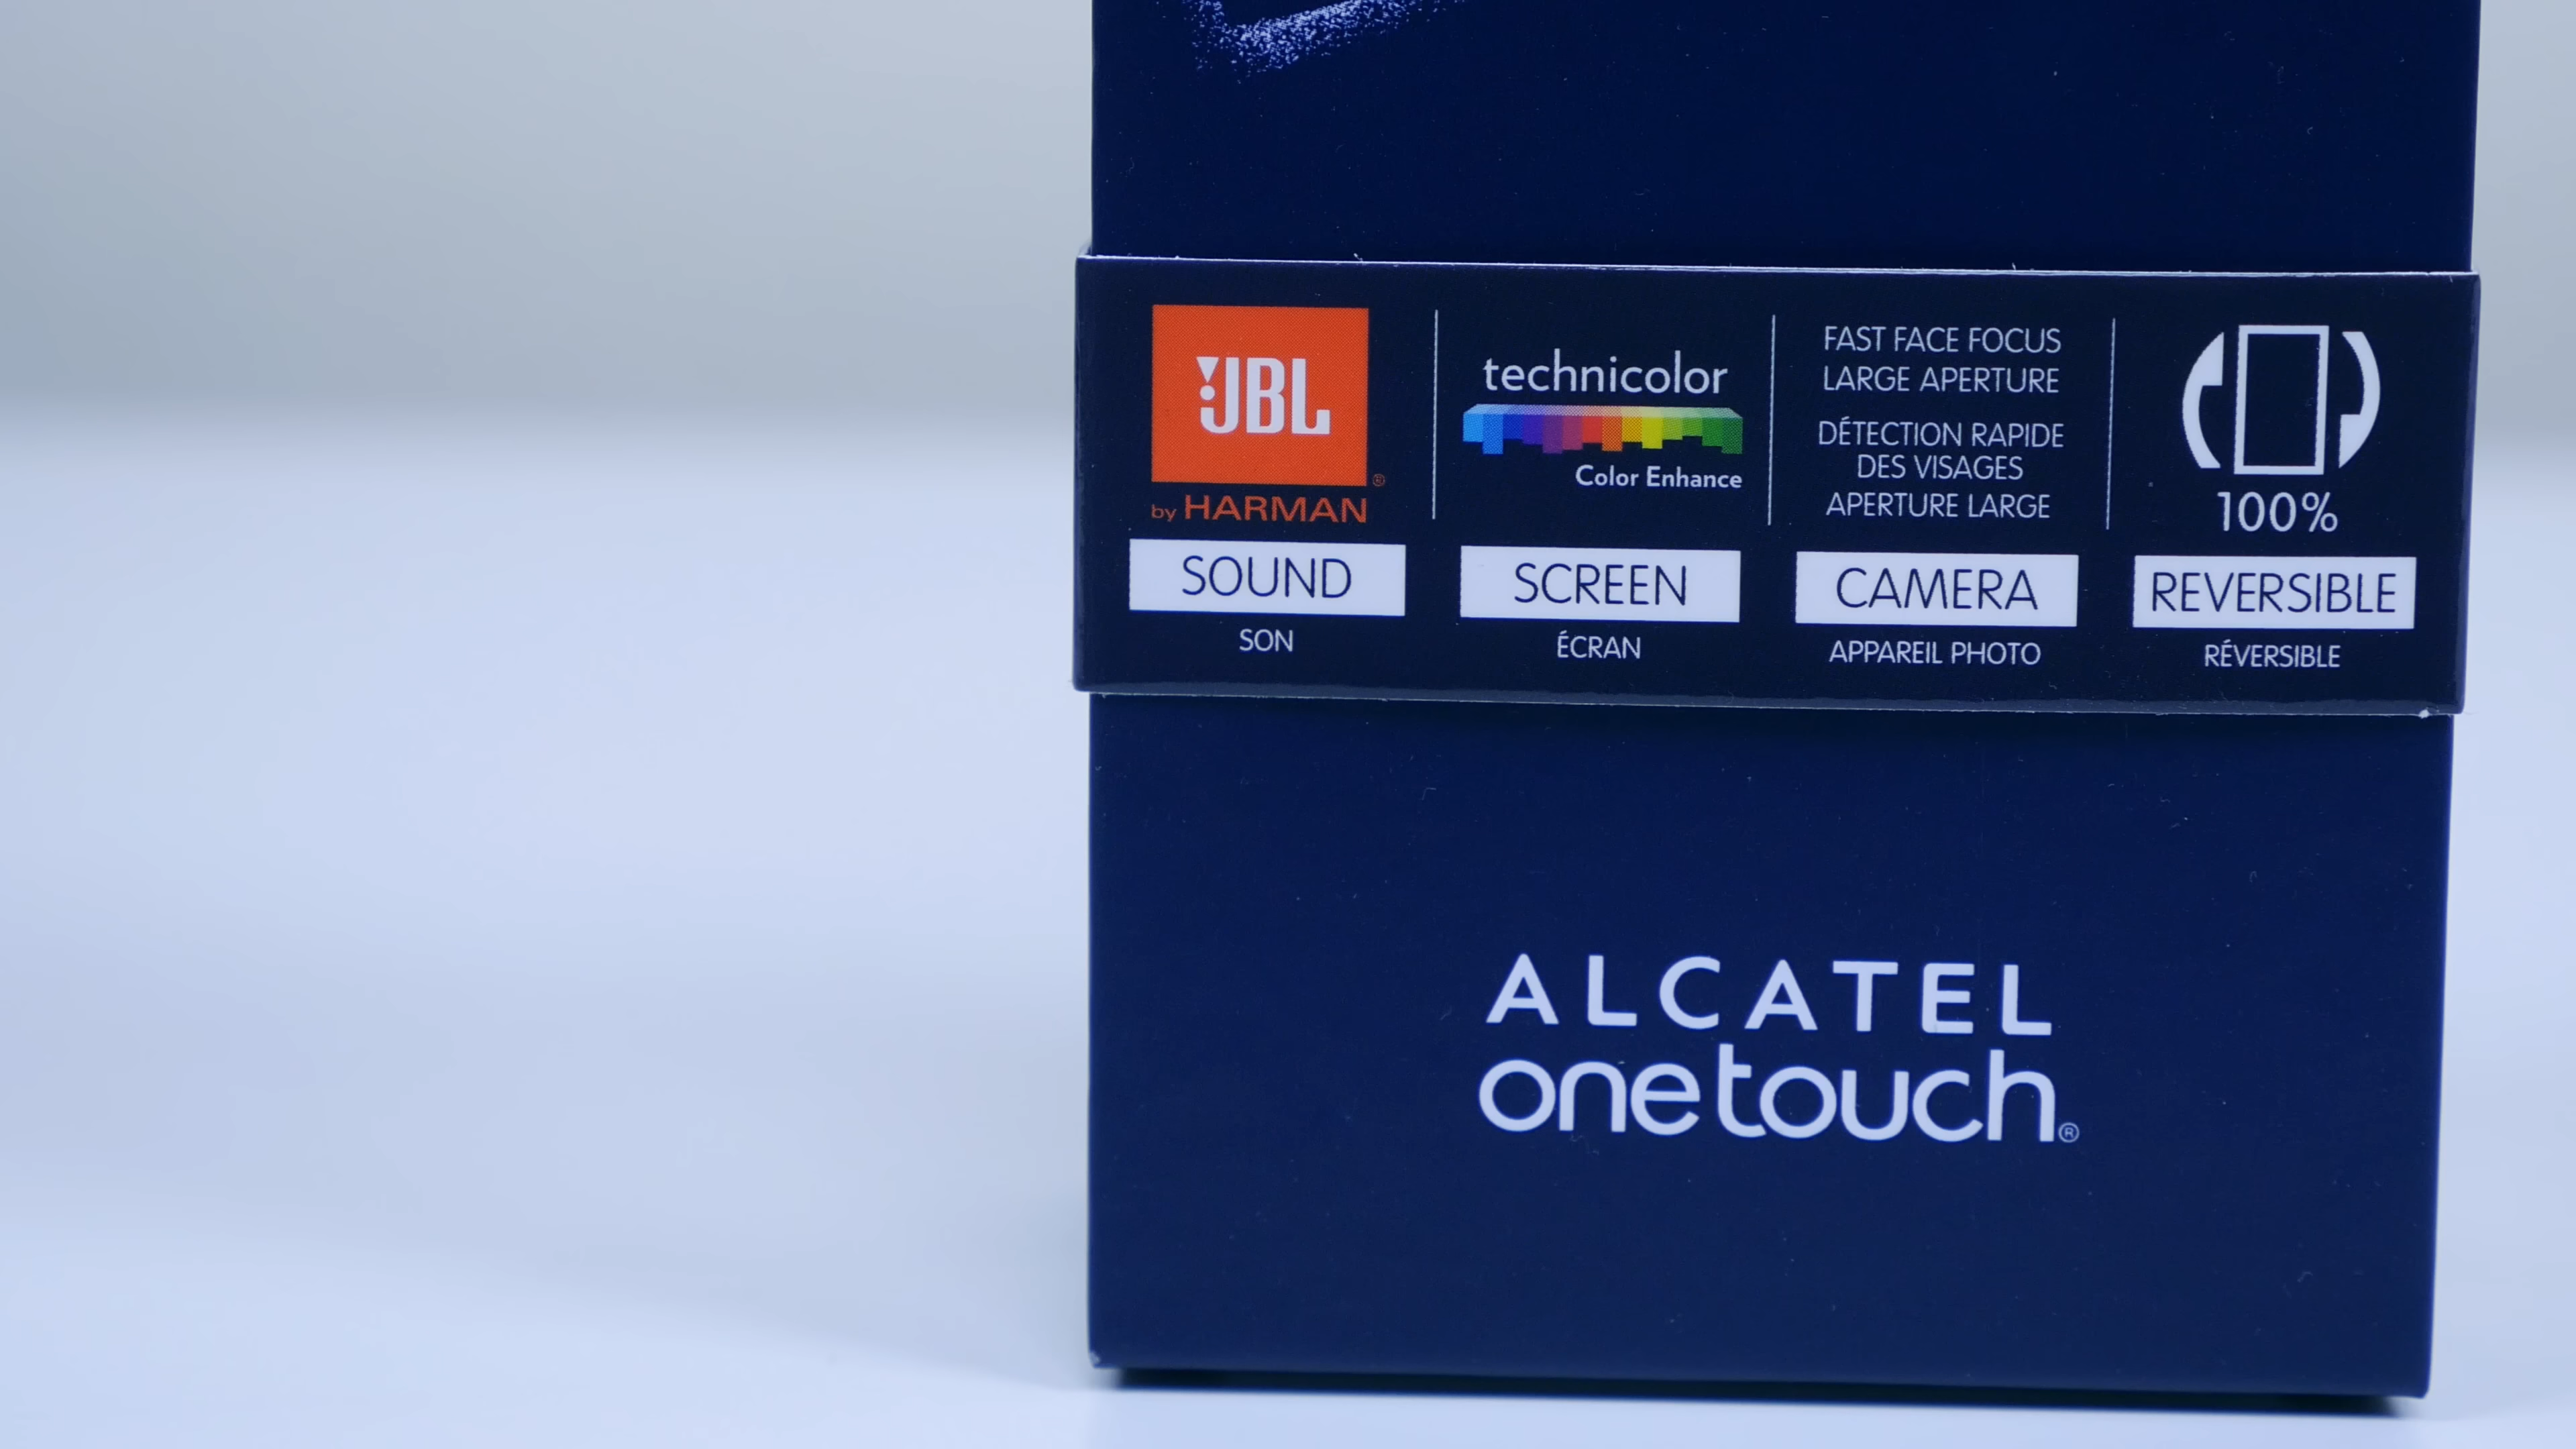 JBL
by HARMAN
SOUND
SON
technicolor
Color Enhance
SCREEN
ÉCRAN
FAST FACE FOCUS
LARGE APERTURE
DÉTECTION RAPIDE
DES VISAGES
APERTURE LARGE
CAMERA
APPAREIL PHOTO
100%
REVERSIBLE
RÉVERSIBLE
ALCATEL
onetouch®